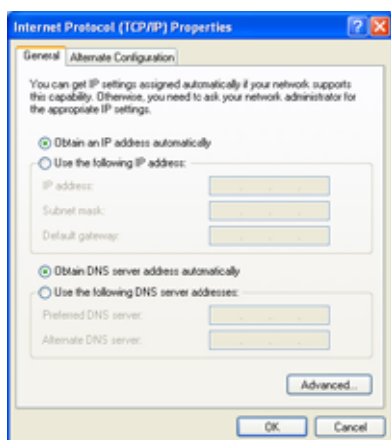 Internet Protocol (TCP/IP) Properties
General
Alternate Configuration
You can get IP settings assigned automatically if your network supports
this capability. Otherwise, you need to ask your network administrator for
the appropriate IP settings.
Obtain an IP address automatically
Use the following IP address:
IP address:
Subnet mask:
Default gateway:
Obtain DNS server address automatically
Use the following DNS server addresses:
Preferred DNS server:
Alternate DNS server:
Advanced...
OK
Cancel